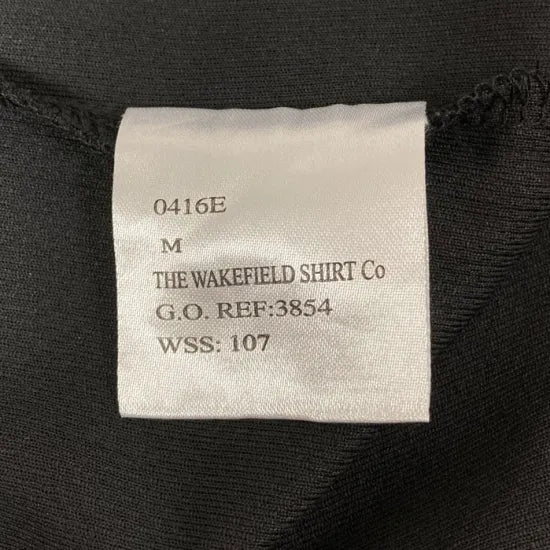 0416E
M
THE WAKEFIELD SHIRT Co
G.O. REF:3854
WSS: 107